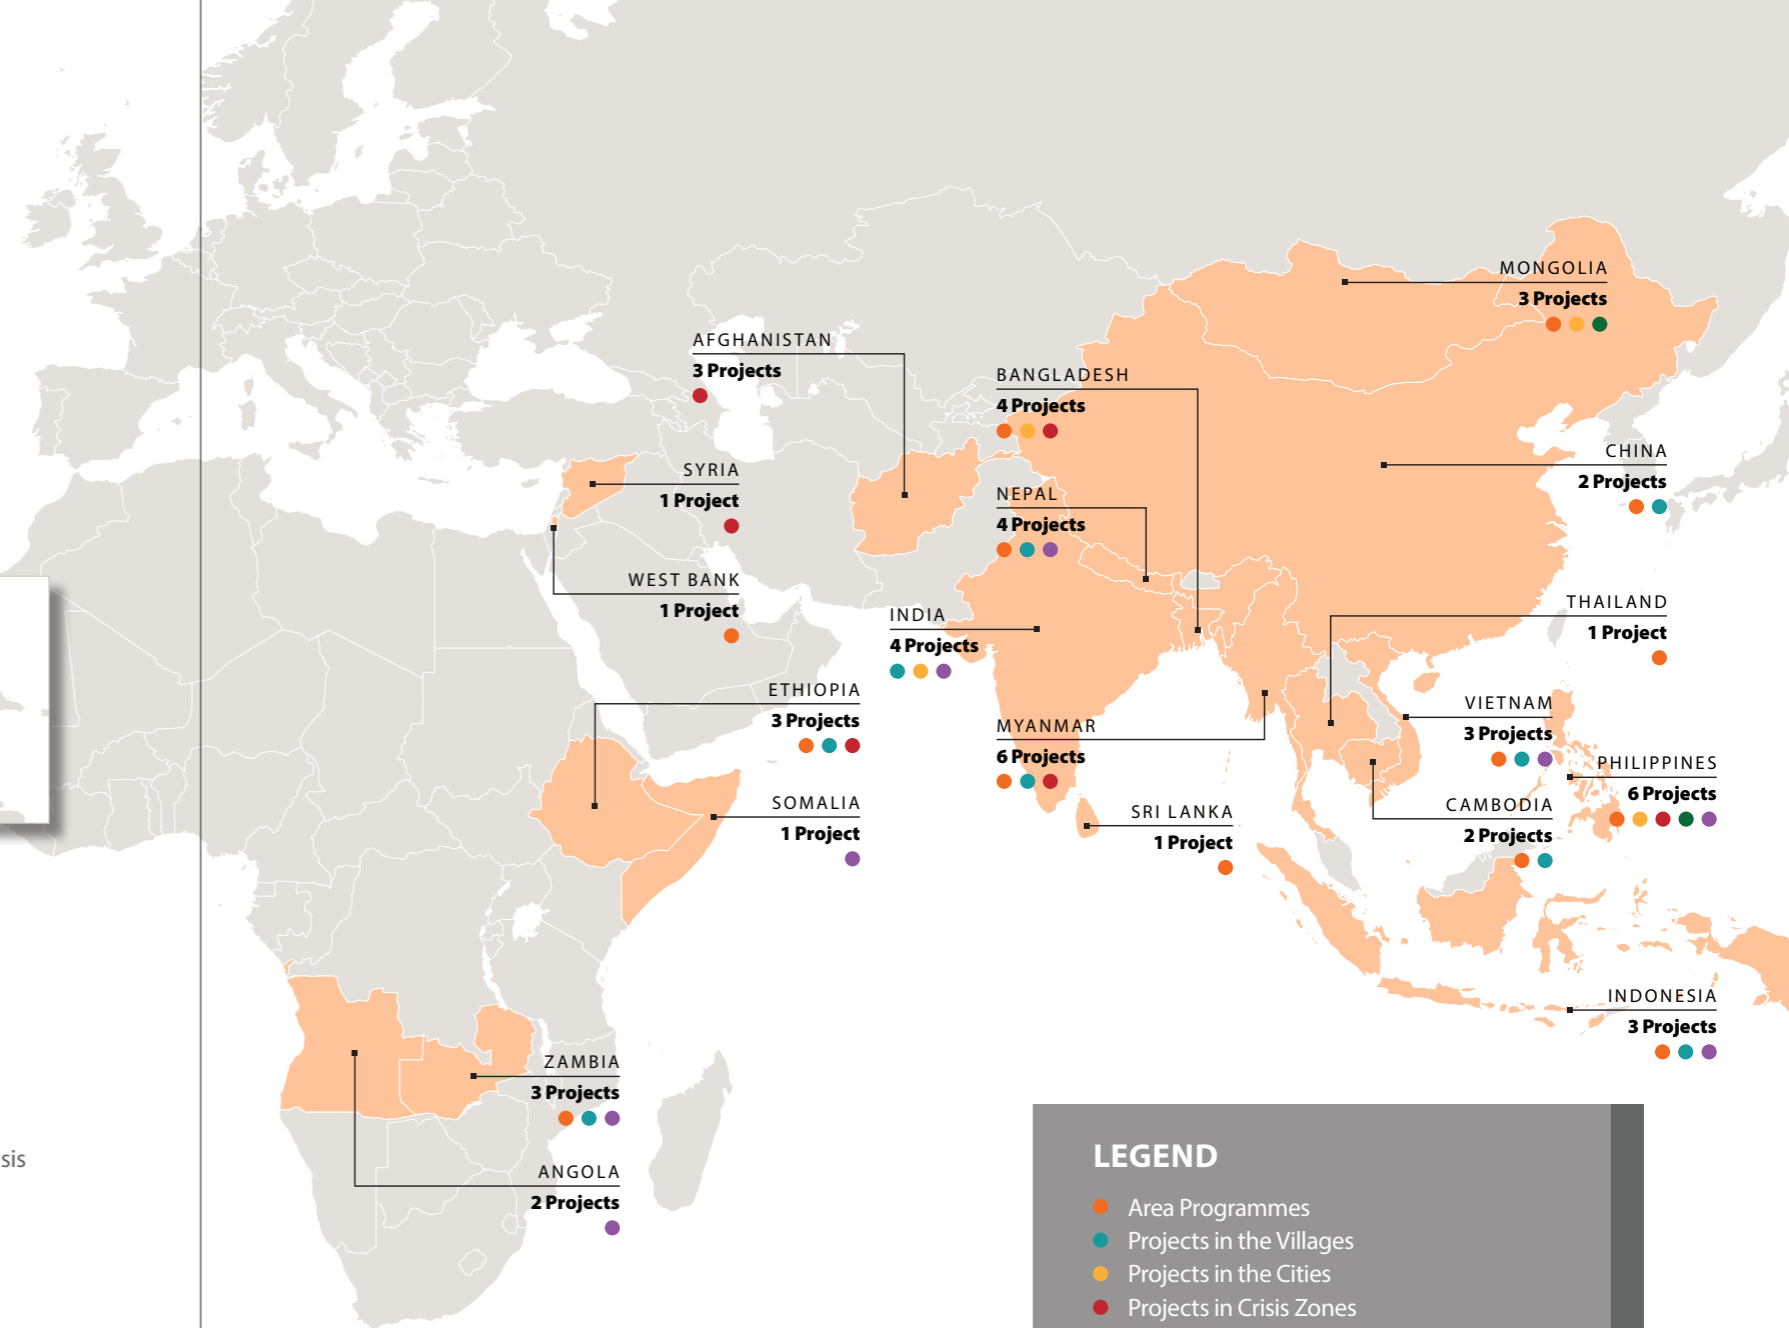 MONGOLIA
3 Projects
AFGHANISTAN
3 Projects
BANGLADESH
4 Projects
CHINA
2 Projects
SYRIA
1 Project
NEPAL
4 Projects
WEST BANK
1 Project
INDIA
4 Projects
THAILAND
1 Project
ETHIOPIA
3 Projects
VIETNAM
3 Projects
MYANMAR
6 Projects
PHILIPPINES
6 Projects
SOMALIA
1 Project
SRI LANKA
1 Project
CAMBODIA
2 Projects
INDONESIA
3 Projects
ZAMBIA
3 Projects
ANGOLA
2 Projects
sis
LEGEND
Area Programmes
Projects in the Villages
Projects in the Cities
Projects in Crisis Zones